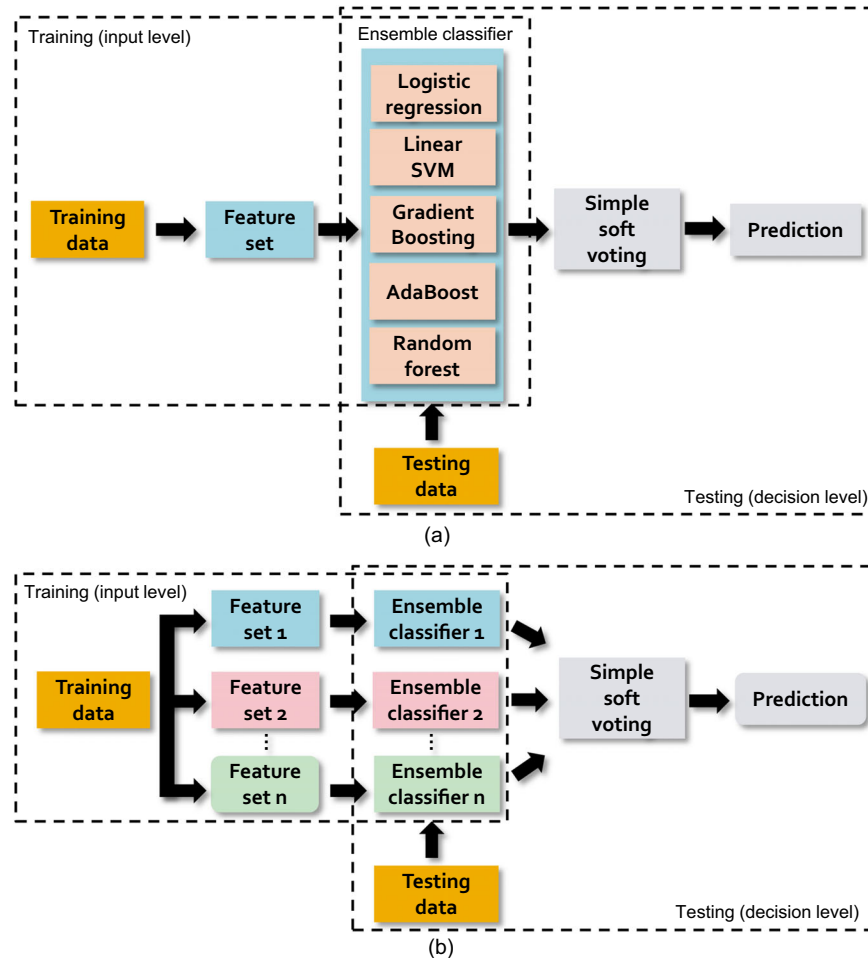 Training (input level)
Ensemble classifier
Logistic
regression
Linear
SVM
Gradient
Boosting
AdaBoost
Random
forest
Training
data
Feature
set
Simple
soft
voting
Prediction
Testing
data
Testing (decision level)
(a)
Training (input level)
Feature
set 1
Ensemble
classifier 1
Training
data
Feature
set 2
Ensemble
classifier 2
Simple
soft
voting
Prediction
Feature
set n
Ensemble
classifier n
Testing
data
Testing (decision level)
(b)